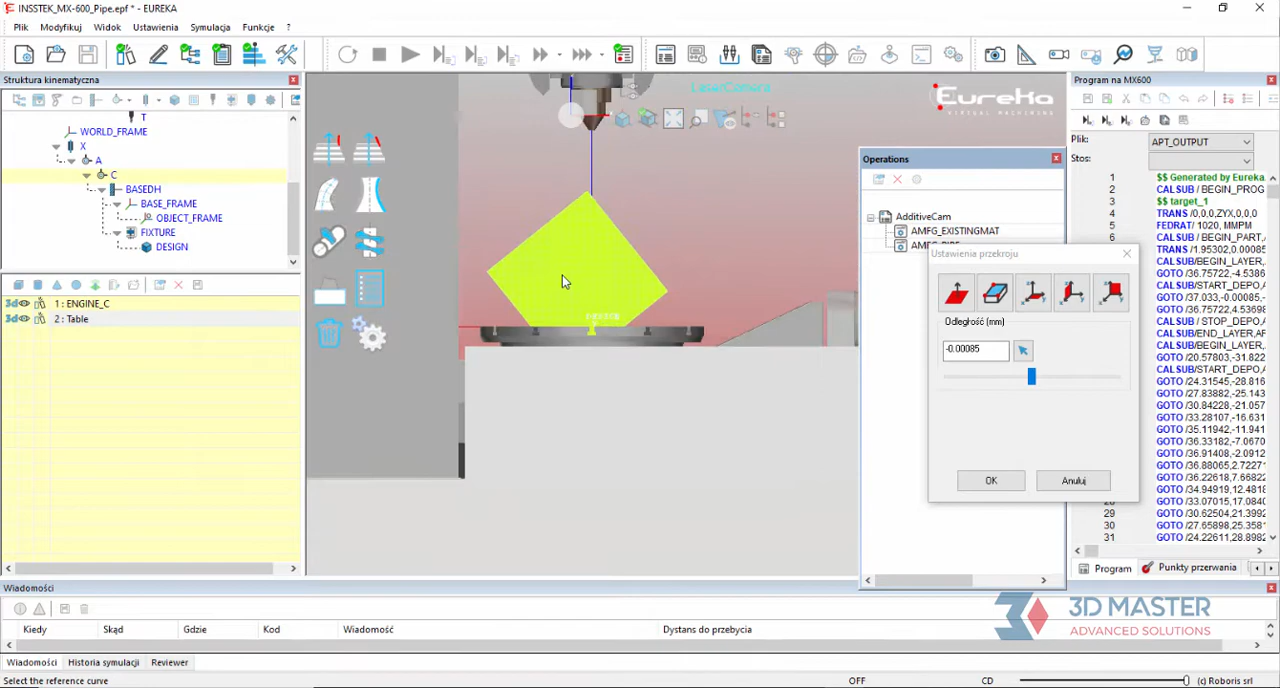 INSSTEK_MX-600_Pipe.epf * - EUREKA
Plik Modyfikuj Widok Ustawienia Symulacja Funkcje ?
Struktura kinematyczna
T
WORLD_FRAME
X
A
C
BASEDH
BASE_FRAME
OBJECT_FRAME
FIXTURE
DESIGN
1 : ENGINE_C
2 : Table
LaserCamera
EUREKA
VIRTUAL MACHINING
Operations
AdditiveCam
AMFG_EXISTINGMAT
Ustawienia przekroju
Odległość (mm)
-0.00085
OK Anuluj
Program na MX600
Plik: APT_OUTPUT
Stos:
1 $$ Generated by Eureka
2 CALSUB / BEGIN_PROG
3 $$ target_1
4 TRANS /0,0,0,ZYX,0,0,0
5 FEDRAT/ 1020, MMPM
6 CALSUB / BEGIN_PART,
7 TRANS /1.95302,0.00085
CALSUB/BEGIN_LAYER,
GOTO /36.75722,-4.5386
CALSUB/START_DEPO,
GOTO /37.033,-0.00085,
GOTO /36.75722,4.53695
CALSUB / STOP_DEPO,
CALSUB/END_LAYER,AF
CALSUB/BEGIN_LAYER,
GOTO /20.57803,-31.822
CALSUB/START_DEPO,
GOTO /24.31545,-28.816
GOTO /27.83882,-25.143
GOTO /30.84228,-21.057
GOTO /33.28107,-16.631
GOTO /35.11942,-11.941
GOTO /36.33182,-7.0670
GOTO /36.91408,-2.0912
GOTO /36.88065,2.7227
GOTO /36.22618,7.6682
GOTO /34.94919,12.4818
GOTO /33.07015,17.0840
29 GOTO /30.62504,21.3992
30 GOTO /27.65898,25.3581
31 GOTO /24.22611,28.8982
Program Punkty przerwania
Wiadomości
Kiedy Skąd Gdzie Kod Wiadomość Dystans do przebycia
3D MASTER
ADVANCED SOLUTIONS
Wiadomości Historia symulacji Reviewer
Select the reference curve OFF CD (c) Roboris srl